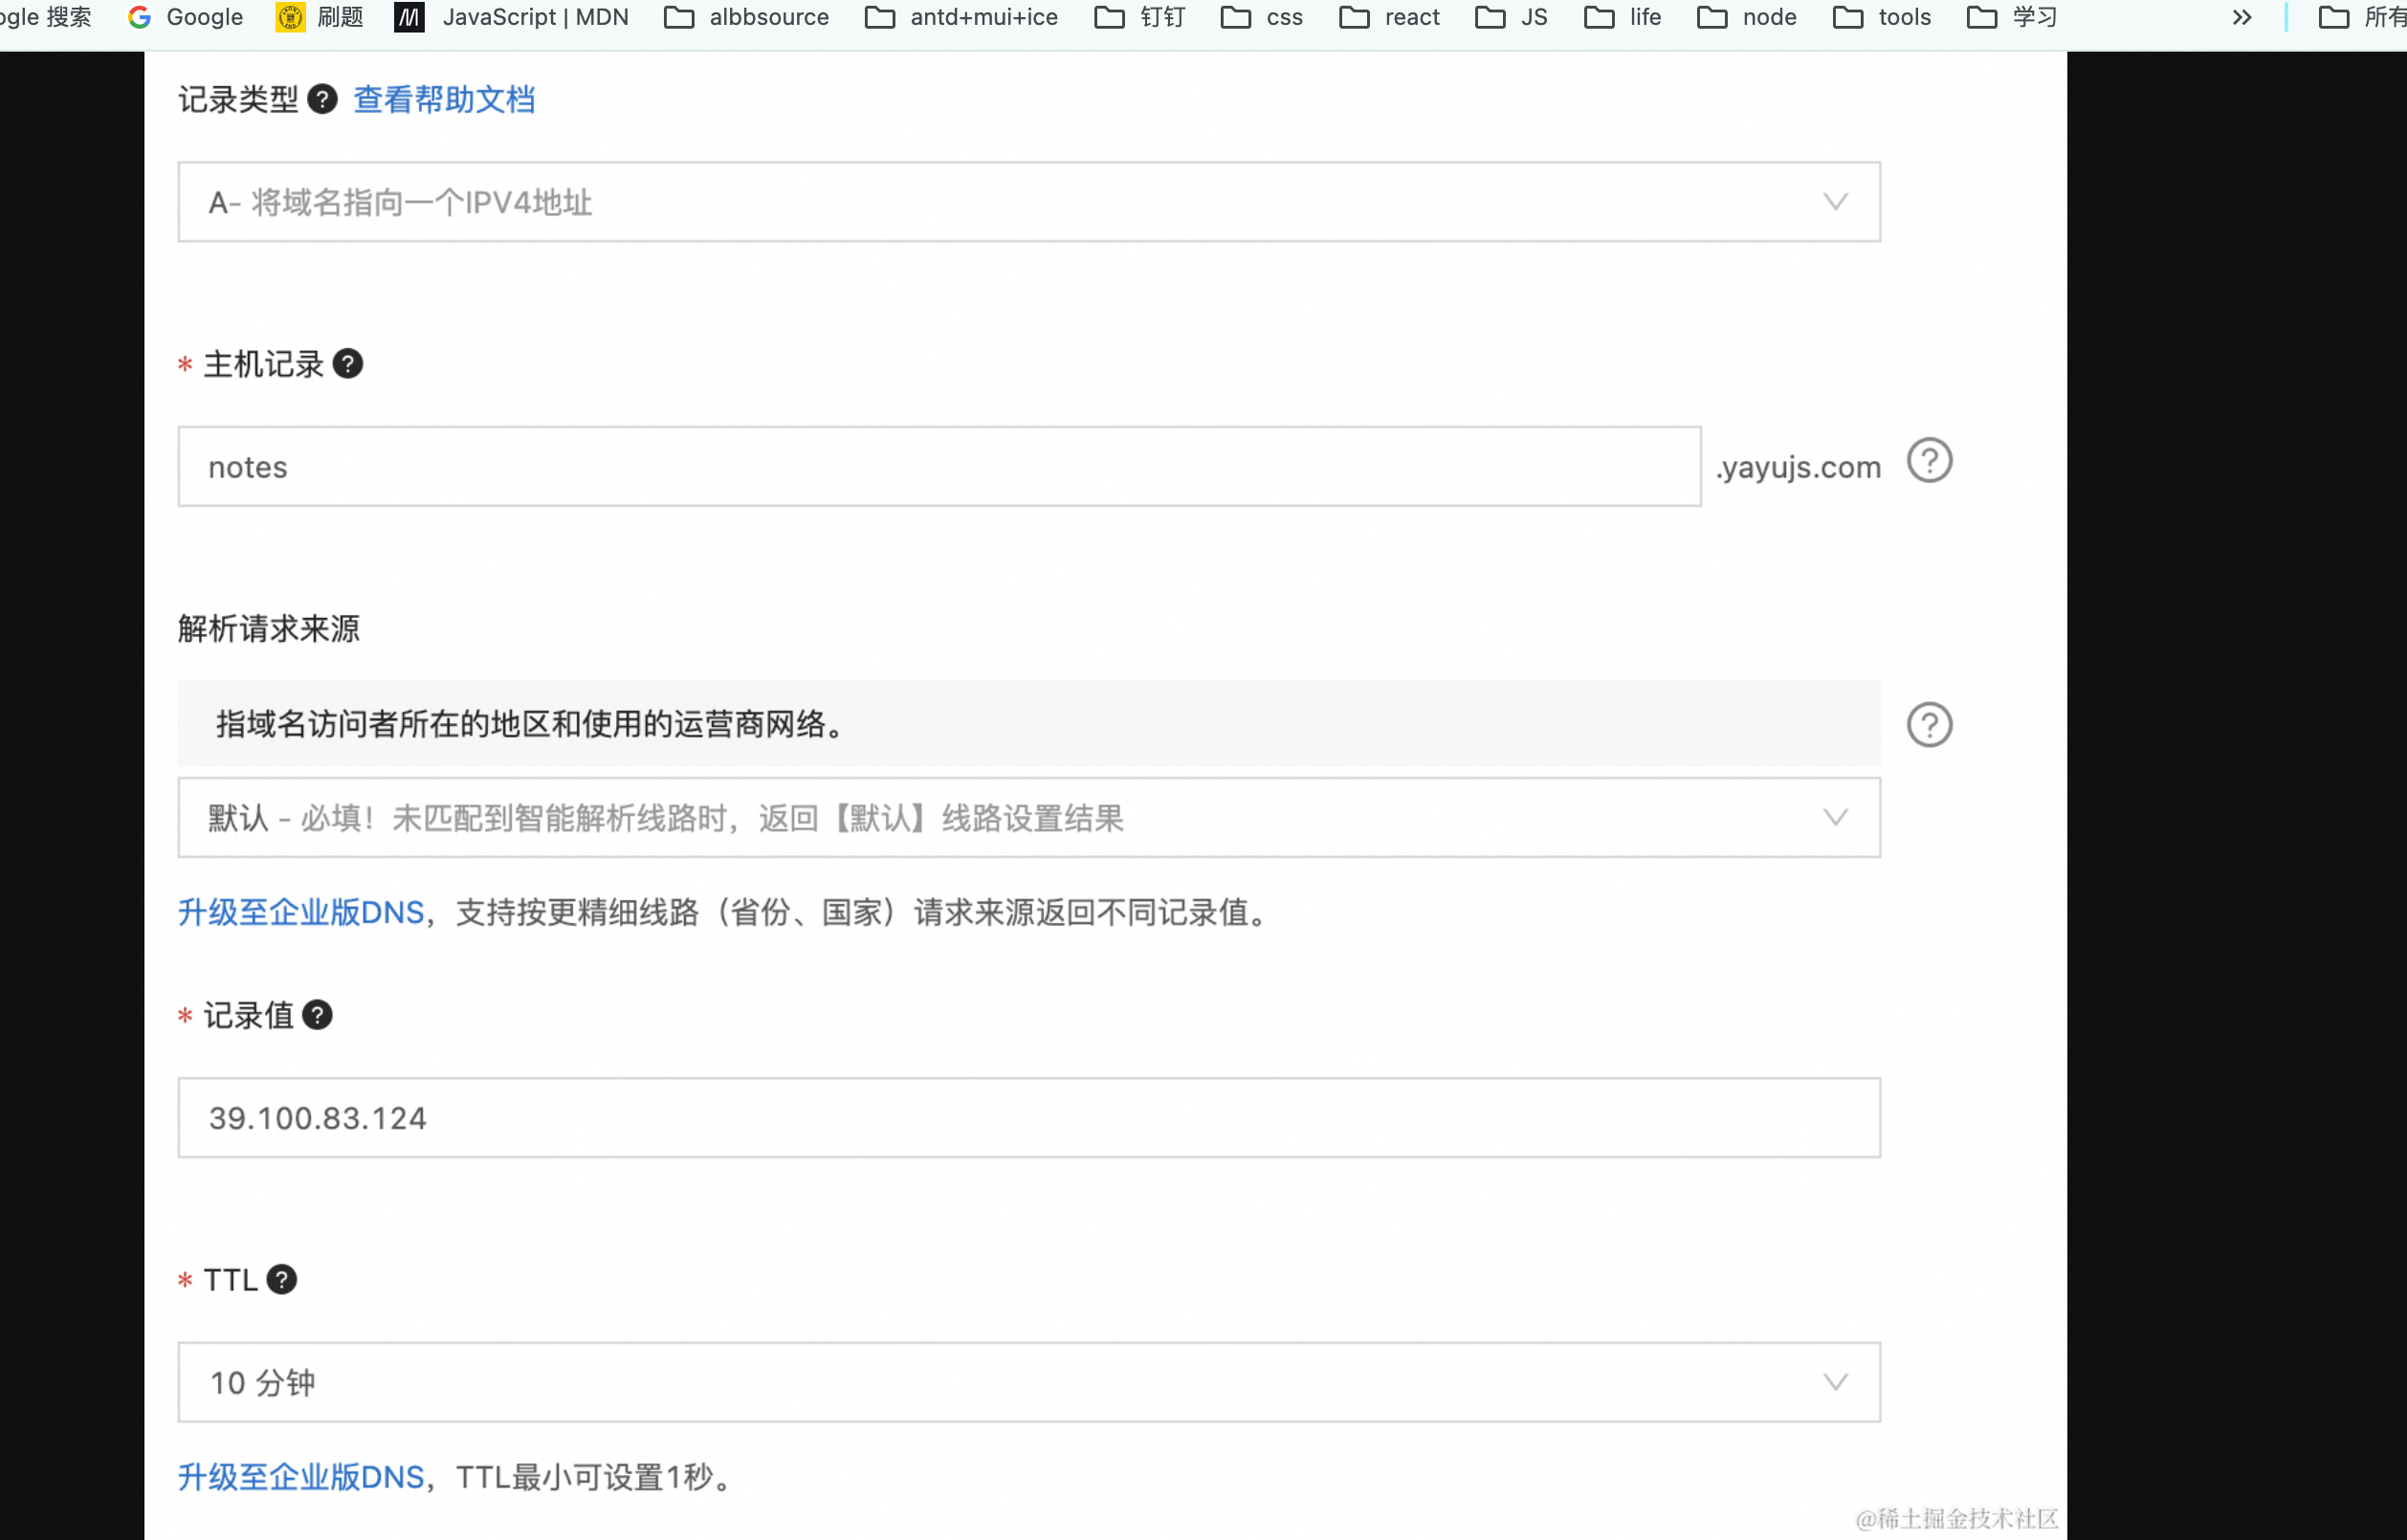 gle 搜索 Google 刷题 JavaScript | MDN albbsource antd+mui+ice 钉钉 css react JS life node tools 学习 所有
记录类型 查看帮助文档
A- 将域名指向一个IPV4地址
* 主机记录
notes .yayujs.com
解析请求来源
指域名访问者所在的地区和使用的运营商网络。
默认 - 必填！未匹配到智能解析线路时，返回【默认】线路设置结果
升级至企业版DNS，支持按更精细线路（省份、国家）请求来源返回不同记录值。
* 记录值
39.100.83.124
* TTL
10 分钟
升级至企业版DNS，TTL最小可设置1秒。
@稀土掘金技术社区